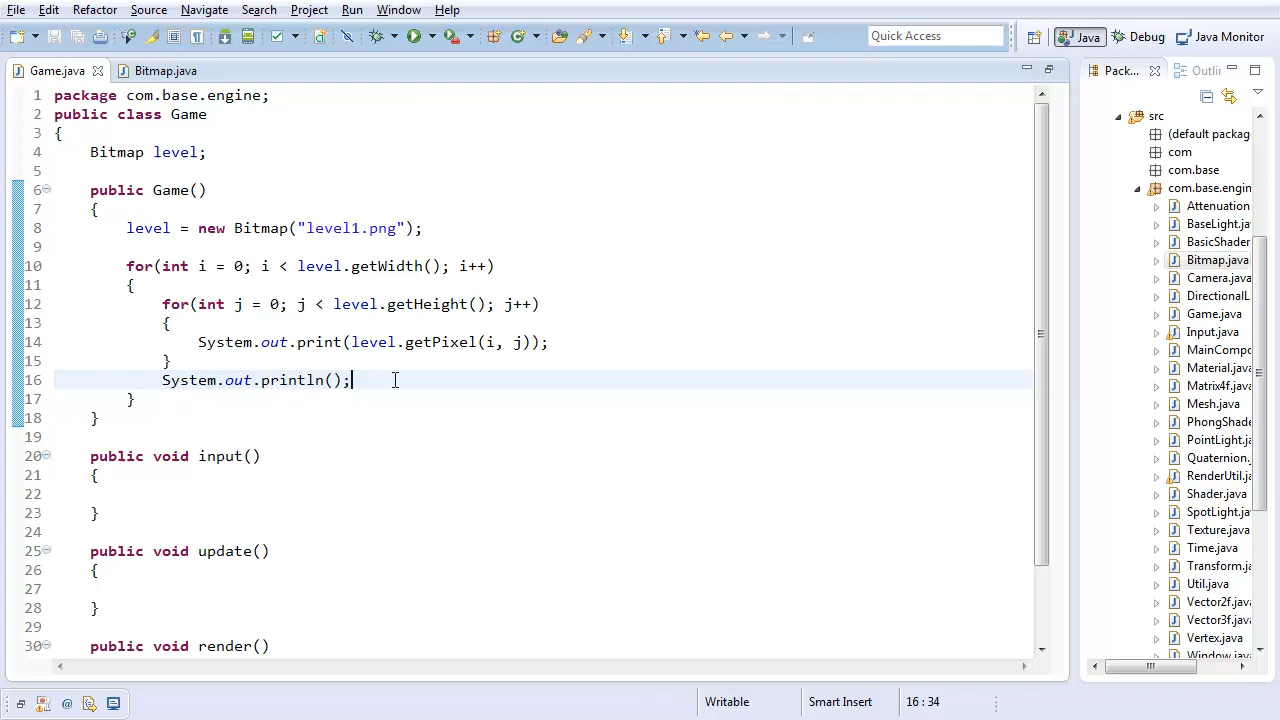 File Edit Refactor Source Navigate Search Project Run Window Help
Quick Access
Java Debug Java Monitor
Game.java Bitmap.java
Pack... Outlin
1 package com.base.engine;
2 public class Game
3 {
4 Bitmap level;
5
6 public Game()
7 {
8 level = new Bitmap("level1.png");
9
10 for(int i = 0; i < level.getWidth(); i++)
11 {
12 for(int j = 0; j < level.getHeight(); j++)
13 {
14 System.out.print(level.getPixel(i, j));
15 }
16 System.out.println();
17 }
18 }
19
20 public void input()
21 {
22
23 }
24
25 public void update()
26 {
27
28 }
29
30 public void render()
src
(default packag
com
com.base
com.base.engin
Attenuation
BaseLight.ja
BasicShader
Bitmap.java
Camera.java
DirectionalL
Game.java
Input.java
MainCompo
Material.java
Matrix4f.java
Mesh.java
PhongShade
PointLight.ja
Quaternion.
RenderUtil.ja
Shader.java
SpotLight.ja
Texture.java
Time.java
Transform.ja
Util.java
Vector2f.java
Vector3f.java
Vertex.java
Window.java
Writable Smart Insert 16 : 34